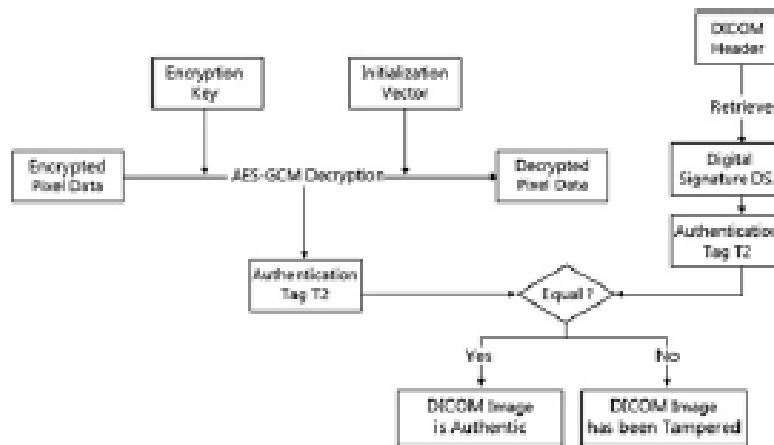 DICOM
Header
Encryption
Key
Initialization
Vector
Retrieve
Encrypted
Pixel Data
AES-GCM Decryption
Decrypted
Pixel Data
Digital
Signature DS
Authentication
Tag T2
Authentication
Tag T2
Equal ?
Yes
No
DICOM Image
is Authentic
DICOM Image
has been Tampered